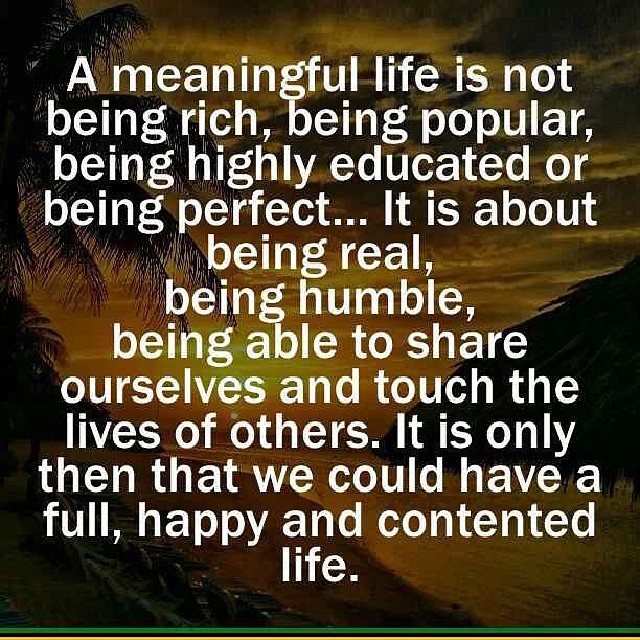 A meaningful life is not
being rich, being popular,
being highly educated or
being perfect... It is about
being real,
being humble,
being able to share
ourselves and touch the
lives of others. It is only
then that we could have a
full, happy and contented
life.